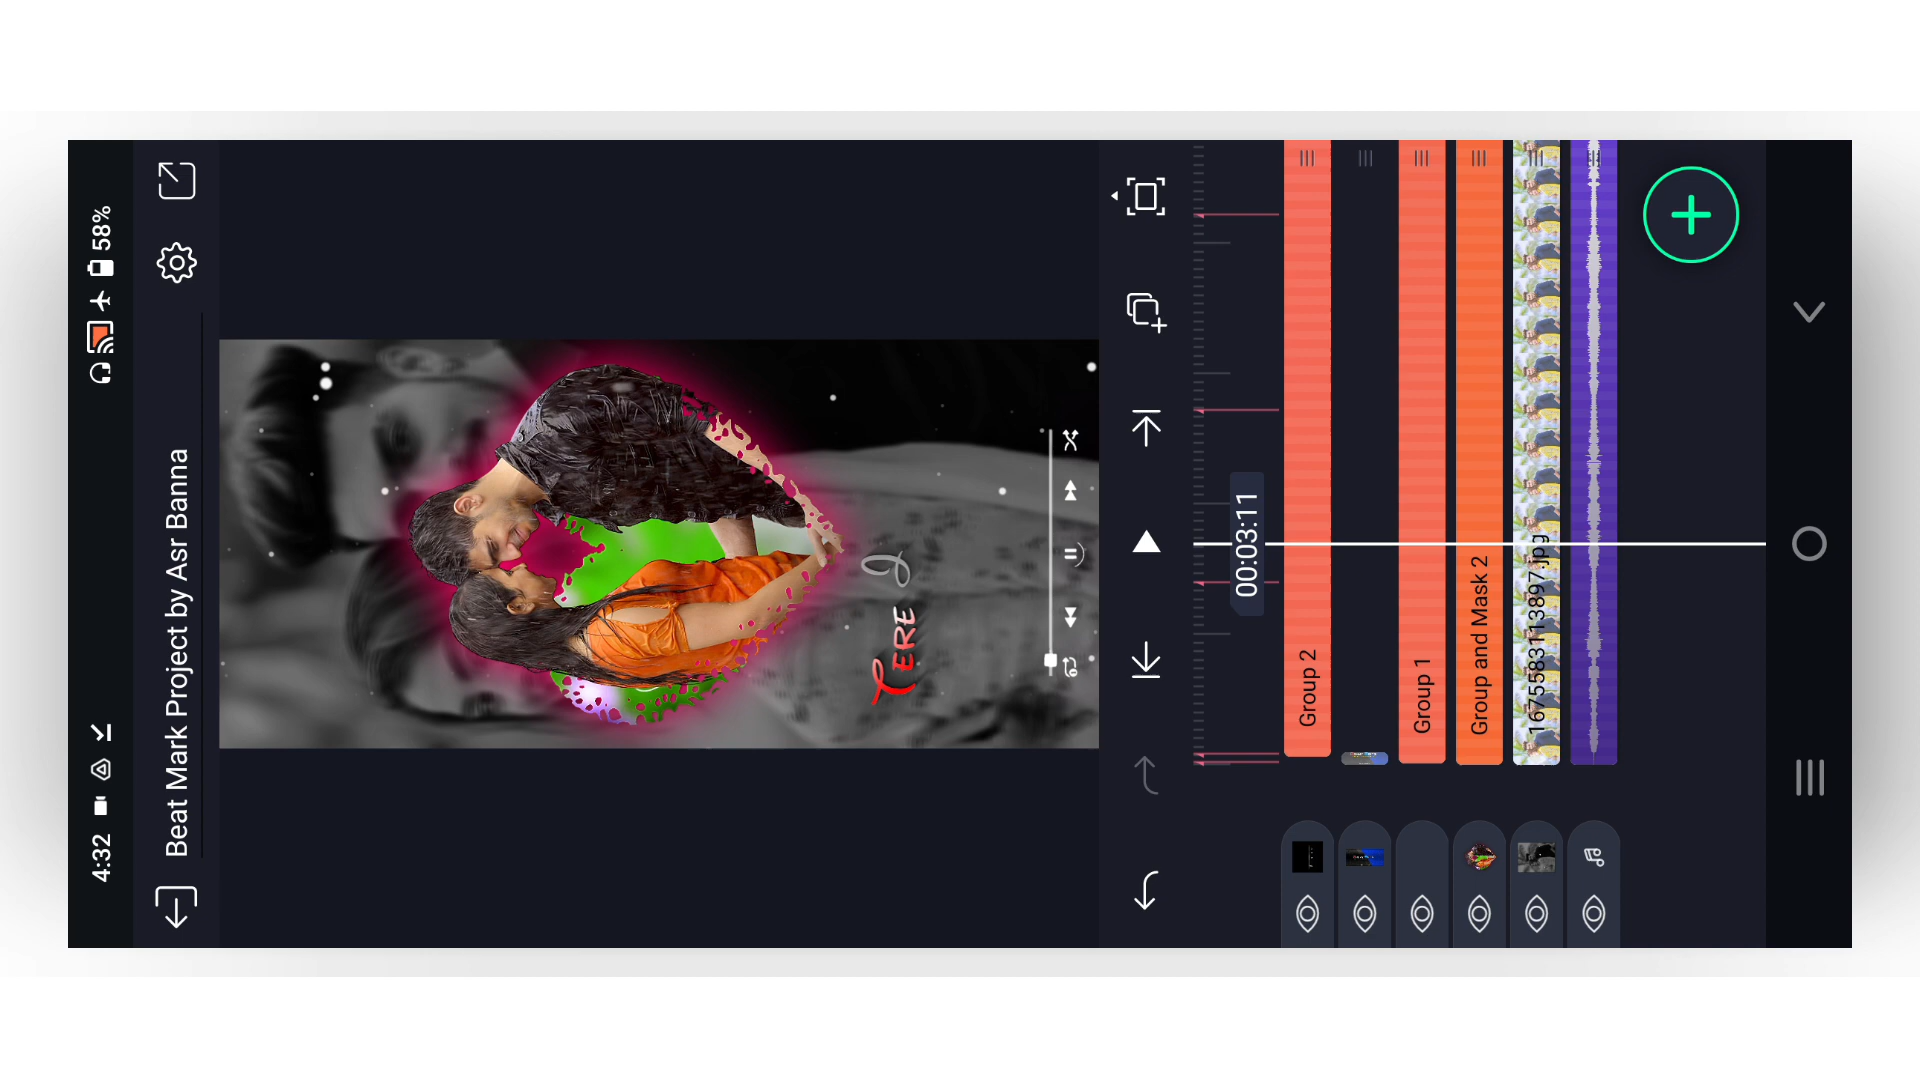 4:32
58%
Beat Mark Project by Asr Banna
TERE
00:03:11
Group 2
Group 1
Group and Mask 2
1675583113897.jpg